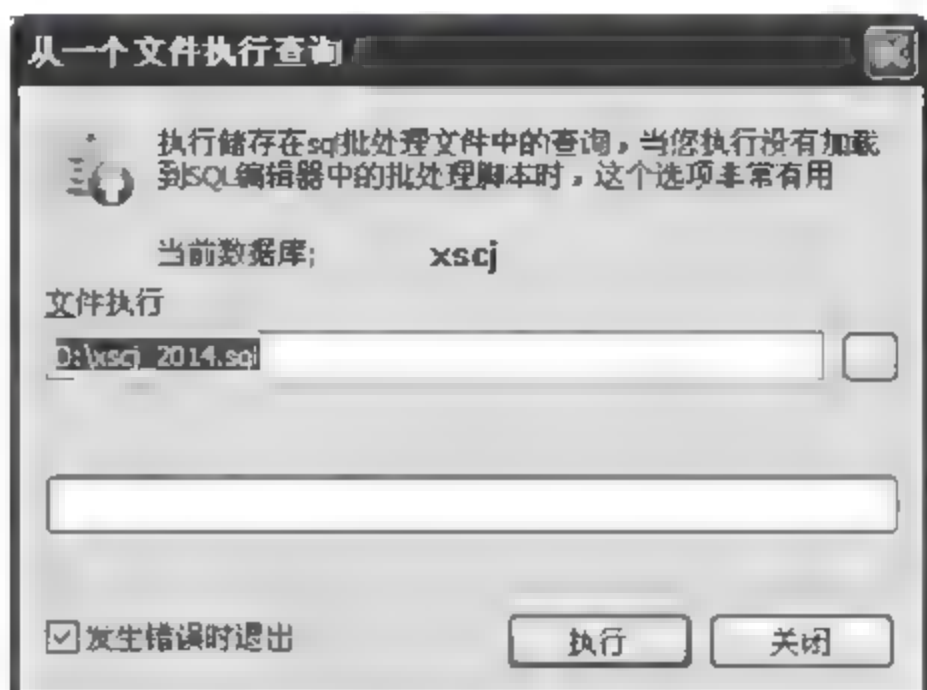 从一个文件执行查询
执行储存在sql批处理文件中的查询，当您执行没有加载
到SQL编辑器中的批处理脚本时，这个选项非常有用
当前数据库: xscj
文件执行
D:\xscj_2014.sql
发生错误时退出
执行 关闭